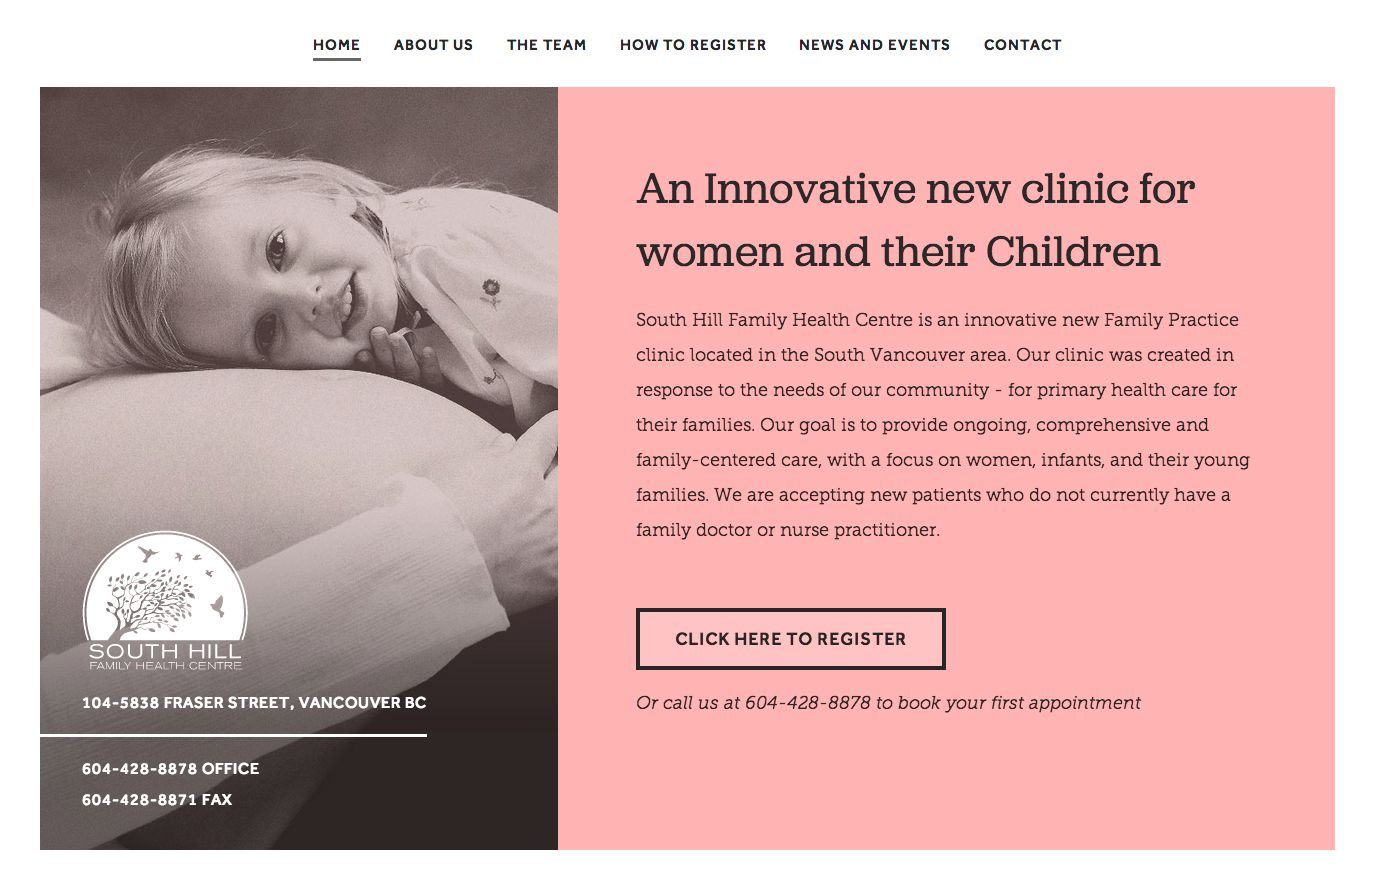 HOME ABOUT US THE TEAM HOW TO REGISTER NEWS AND EVENTS CONTACT
An Innovative new clinic for
women and their Children
South Hill Family Health Centre is an innovative new Family Practice
clinic located in the South Vancouver area. Our clinic was created in
response to the needs of our community - for primary health care for
their families. Our goal is to provide ongoing, comprehensive and
family-centered care, with a focus on women, infants, and their young
families. We are accepting new patients who do not currently have a
family doctor or nurse practitioner.
CLICK HERE TO REGISTER
Or call us at 604-428-8878 to book your first appointment
SOUTH HILL
FAMILY HEALTH CENTRE
104-5838 FRASER STREET, VANCOUVER BC
604-428-8878 OFFICE
604-428-8871 FAX